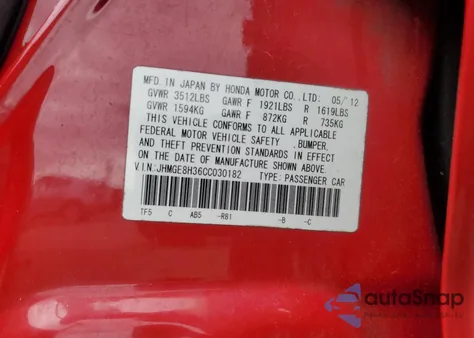 MFD. IN JAPAN BY HONDA MOTOR CO., LTD. 05/'12
GVWR 3512LBS GAWR F 1921LBS R 1619LBS
GVWR 1594KG GAWR F 872KG R 735KG
THIS VEHICLE CONFORMS TO ALL APPLICABLE
FEDERAL MOTOR VEHICLE SAFETY ,BUMPER,
AND THEFT PREVENTION STANDARDS IN EFFECT
ON THE DATE OF MANUFACTURE SHOWN ABOVE.
V.I.N.:JHMGE8H36CC030182 TYPE:PASSENGER CAR
TF5 C AB5 -R81 -B -C
autoSnap